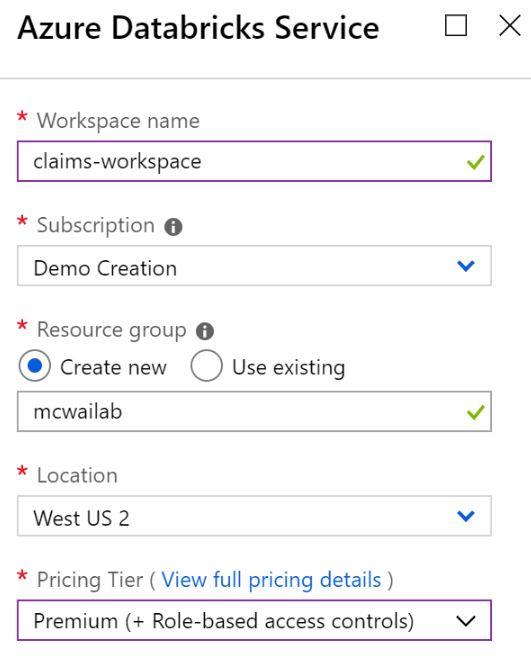 Azure Databricks Service
* Workspace name
claims-workspace
* Subscription
Demo Creation
* Resource group
Create new Use existing
mcwailab
* Location
West US 2
* Pricing Tier ( View full pricing details )
Premium (+ Role-based access controls)